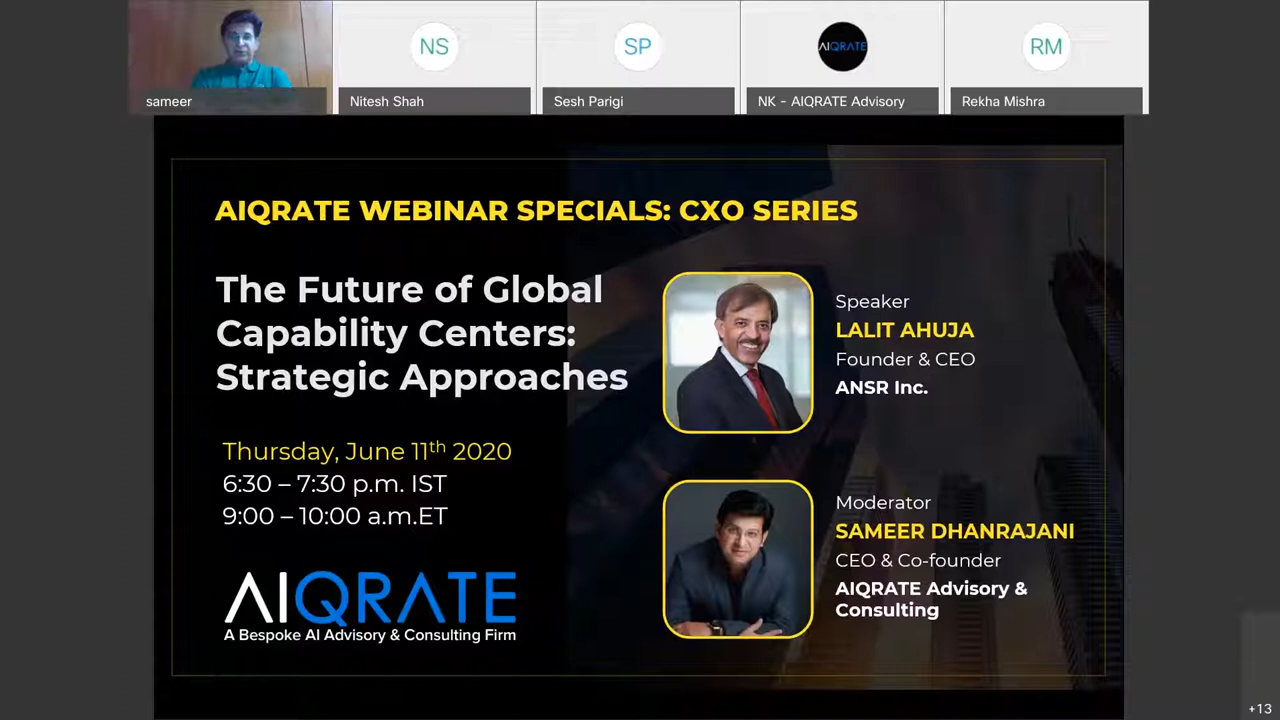 NS
SP
AIQRATE
RM
sameer
Nitesh Shah
Sesh Parigi
NK - AIQRATE Advisory
Rekha Mishra
AIQRATE WEBINAR SPECIALS: CXO SERIES
The Future of Global
Capability Centers:
Strategic Approaches
Thursday, June 11th 2020
6:30 – 7:30 p.m. IST
9:00 – 10:00 a.m.ET
AIQRATE
A Bespoke AI Advisory & Consulting Firm
Speaker
LALIT AHUJA
Founder & CEO
ANSR Inc.
Moderator
SAMEER DHANRAJANI
CEO & Co-founder
AIQRATE Advisory &
Consulting
+13